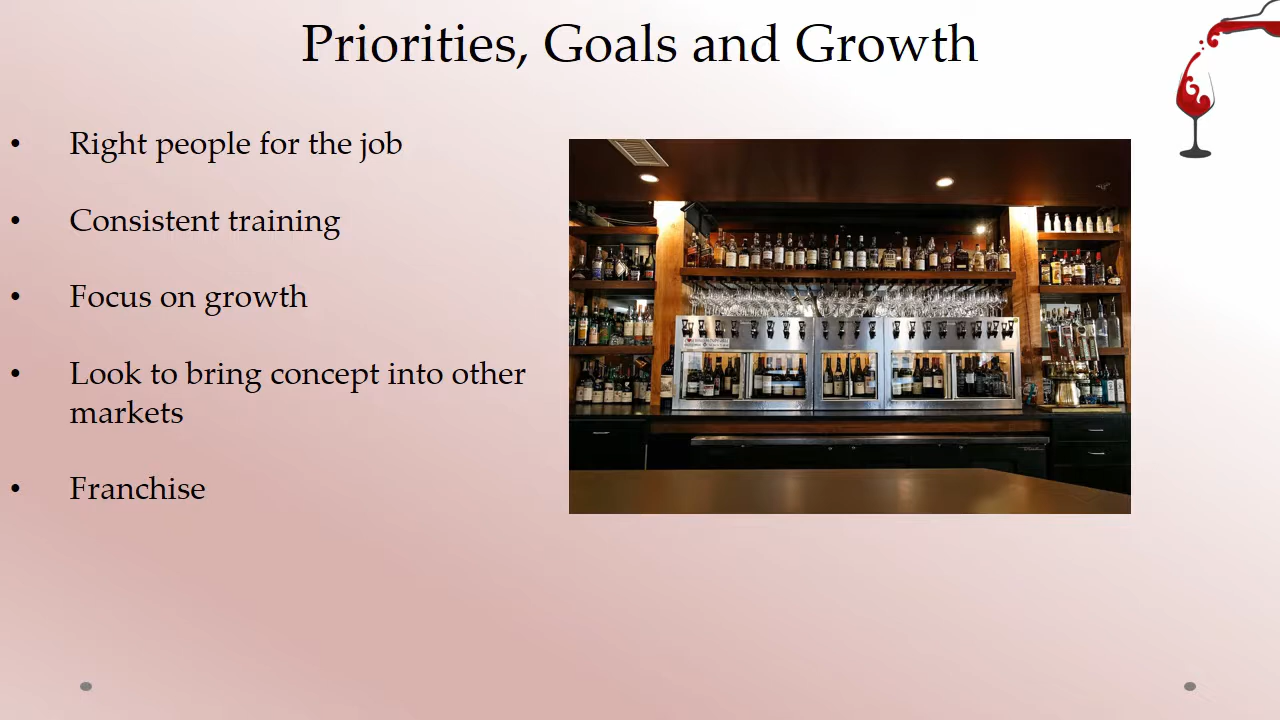 Priorities, Goals and Growth
• Right people for the job
• Consistent training
• Focus on growth
• Look to bring concept into other
markets
• Franchise